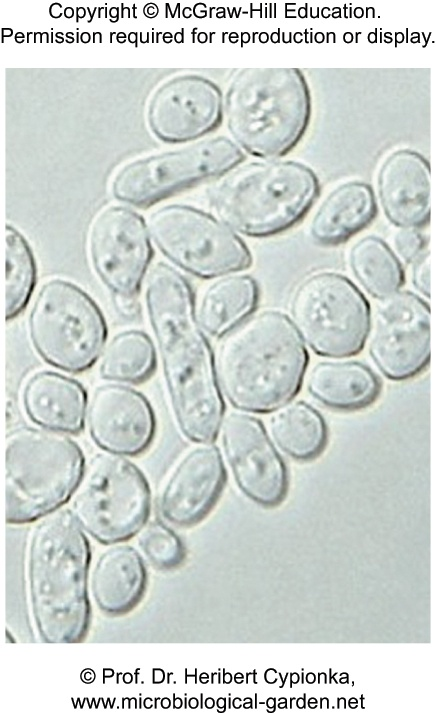 Copyright © McGraw-Hill Education.
Permission required for reproduction or display.
© Prof. Dr. Heribert Cypionka,
www.microbiological-garden.net